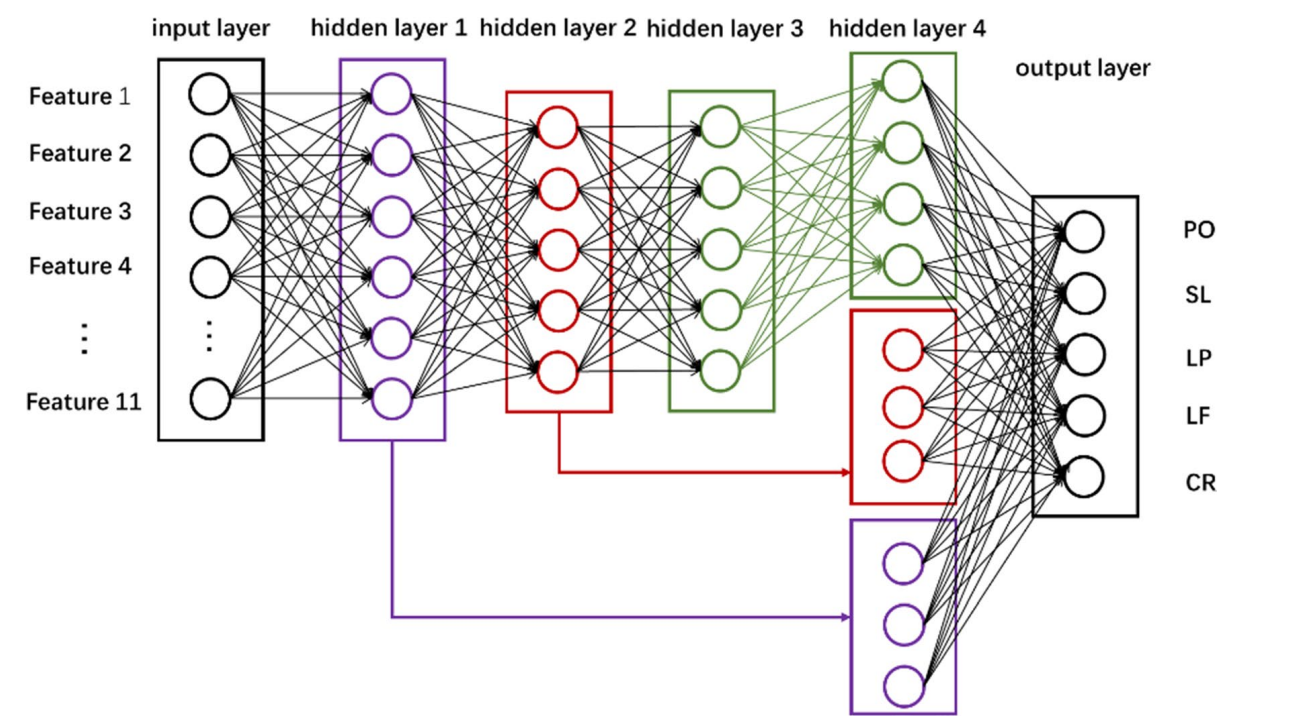 input layer
hidden layer 1
hidden layer 2
hidden layer 3
hidden layer 4
output layer
Feature 1
Feature 2
Feature 3
Feature 4
Feature 11
PO
SL
LP
LF
CR